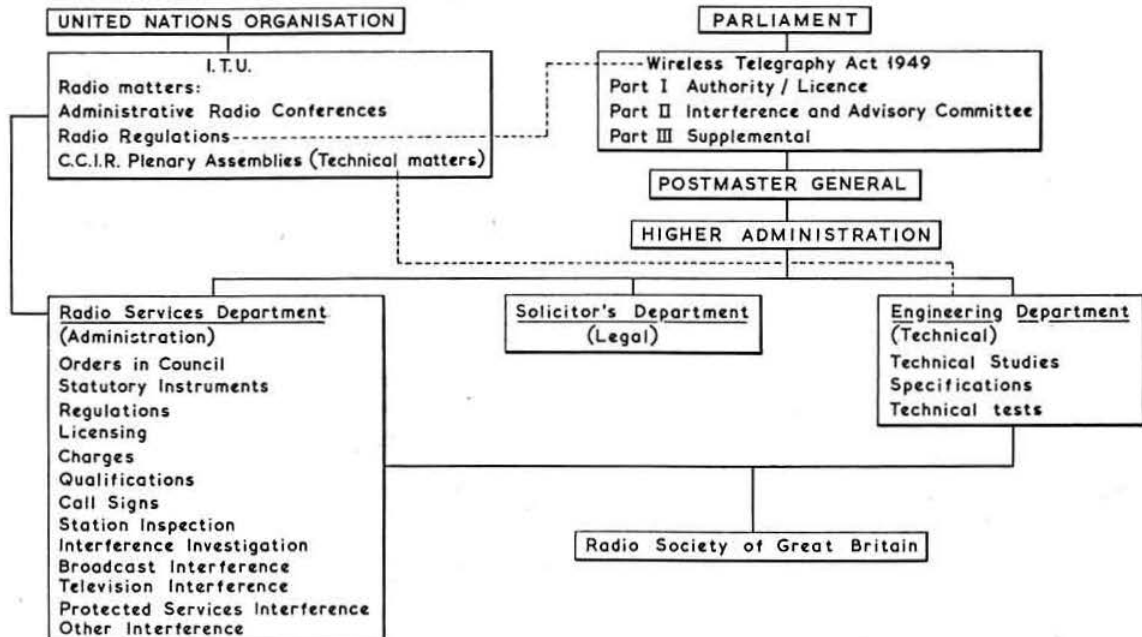 UNITED NATIONS ORGANISATION
PARLIAMENT
I.T.U.
Radio matters:
Administrative Radio Conferences
Radio Regulations
C.C.I.R. Plenary Assemblies (Technical matters)
Wireless Telegraphy Act 1949
Part I Authority / Licence
Part II Interference and Advisory Committee
Part III Supplemental
POSTMASTER GENERAL
HIGHER ADMINISTRATION
Radio Services Department
(Administration)
Orders in Council
Statutory Instruments
Regulations
Licensing
Charges
Qualifications
Call Signs
Station Inspection
Interference Investigation
Broadcast Interference
Television Interference
Protected Services Interference
Other Interference
Solicitor's Department
(Legal)
Engineering Department
(Technical)
Technical Studies
Specifications
Technical tests
Radio Society of Great Britain